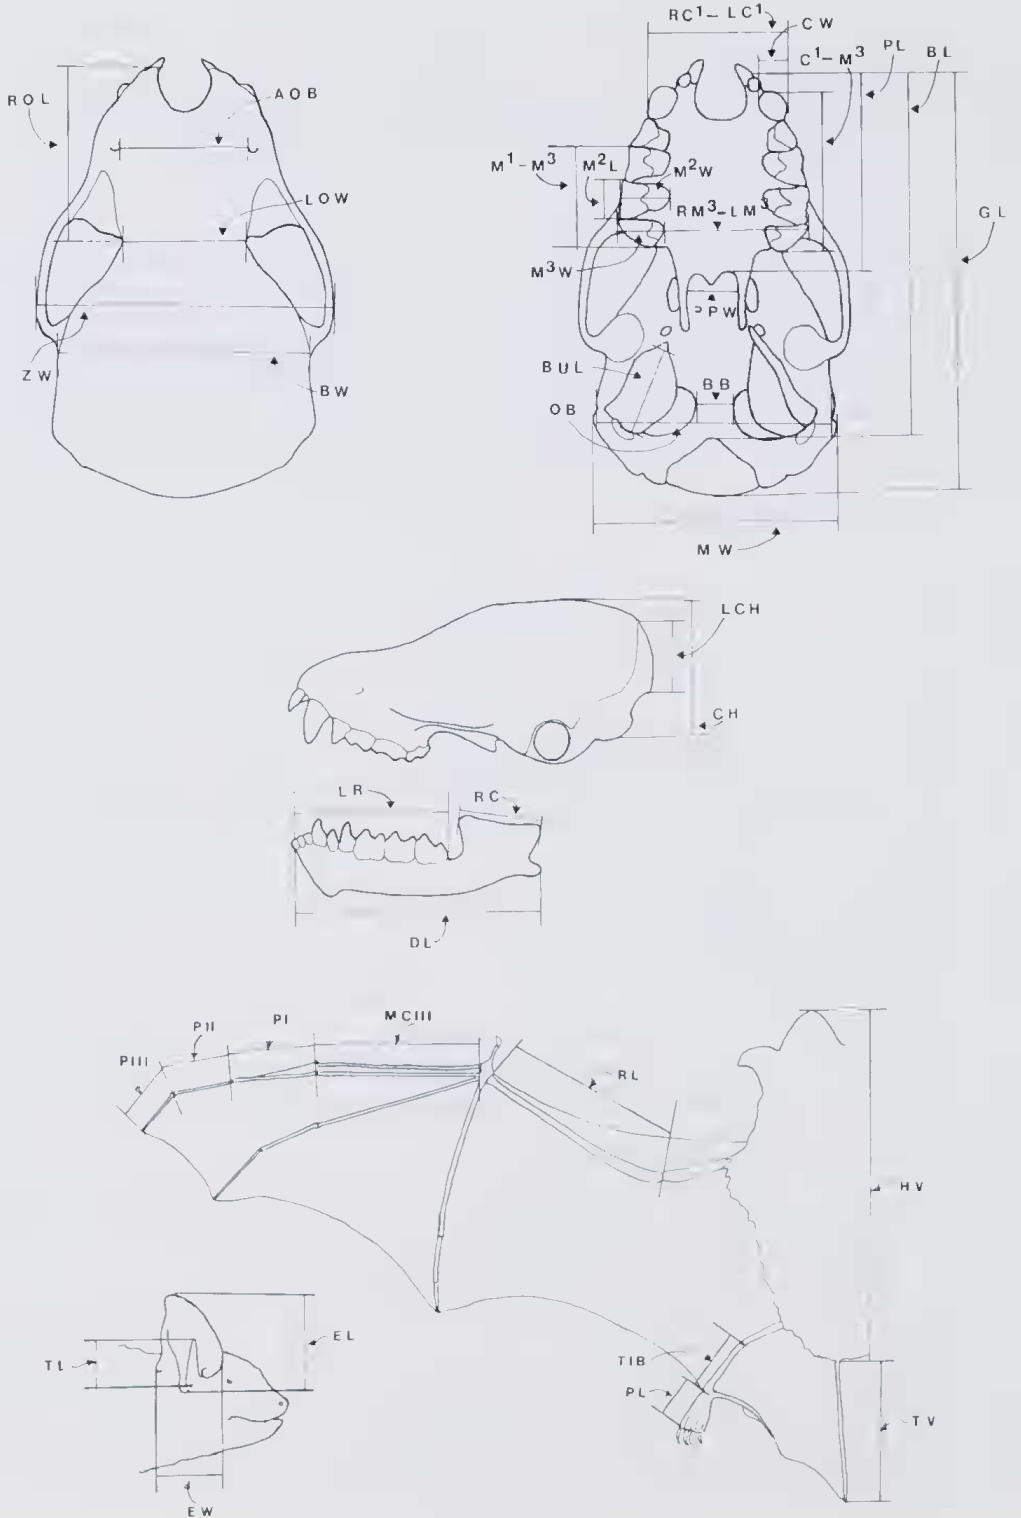 ROL
AOB
LOW
ZW
BW
RC¹-LC¹
CW
C¹-M³
PL
BL
M¹-M³
M²L
M²W
RM³-LM³
GL
M³W
PPW
BUL
BB
OB
MW
LCH
CH
LR
RC
DL
PIII
PII
PI
MCIII
RL
HV
TL
EL
TIB
PL
TV
EW